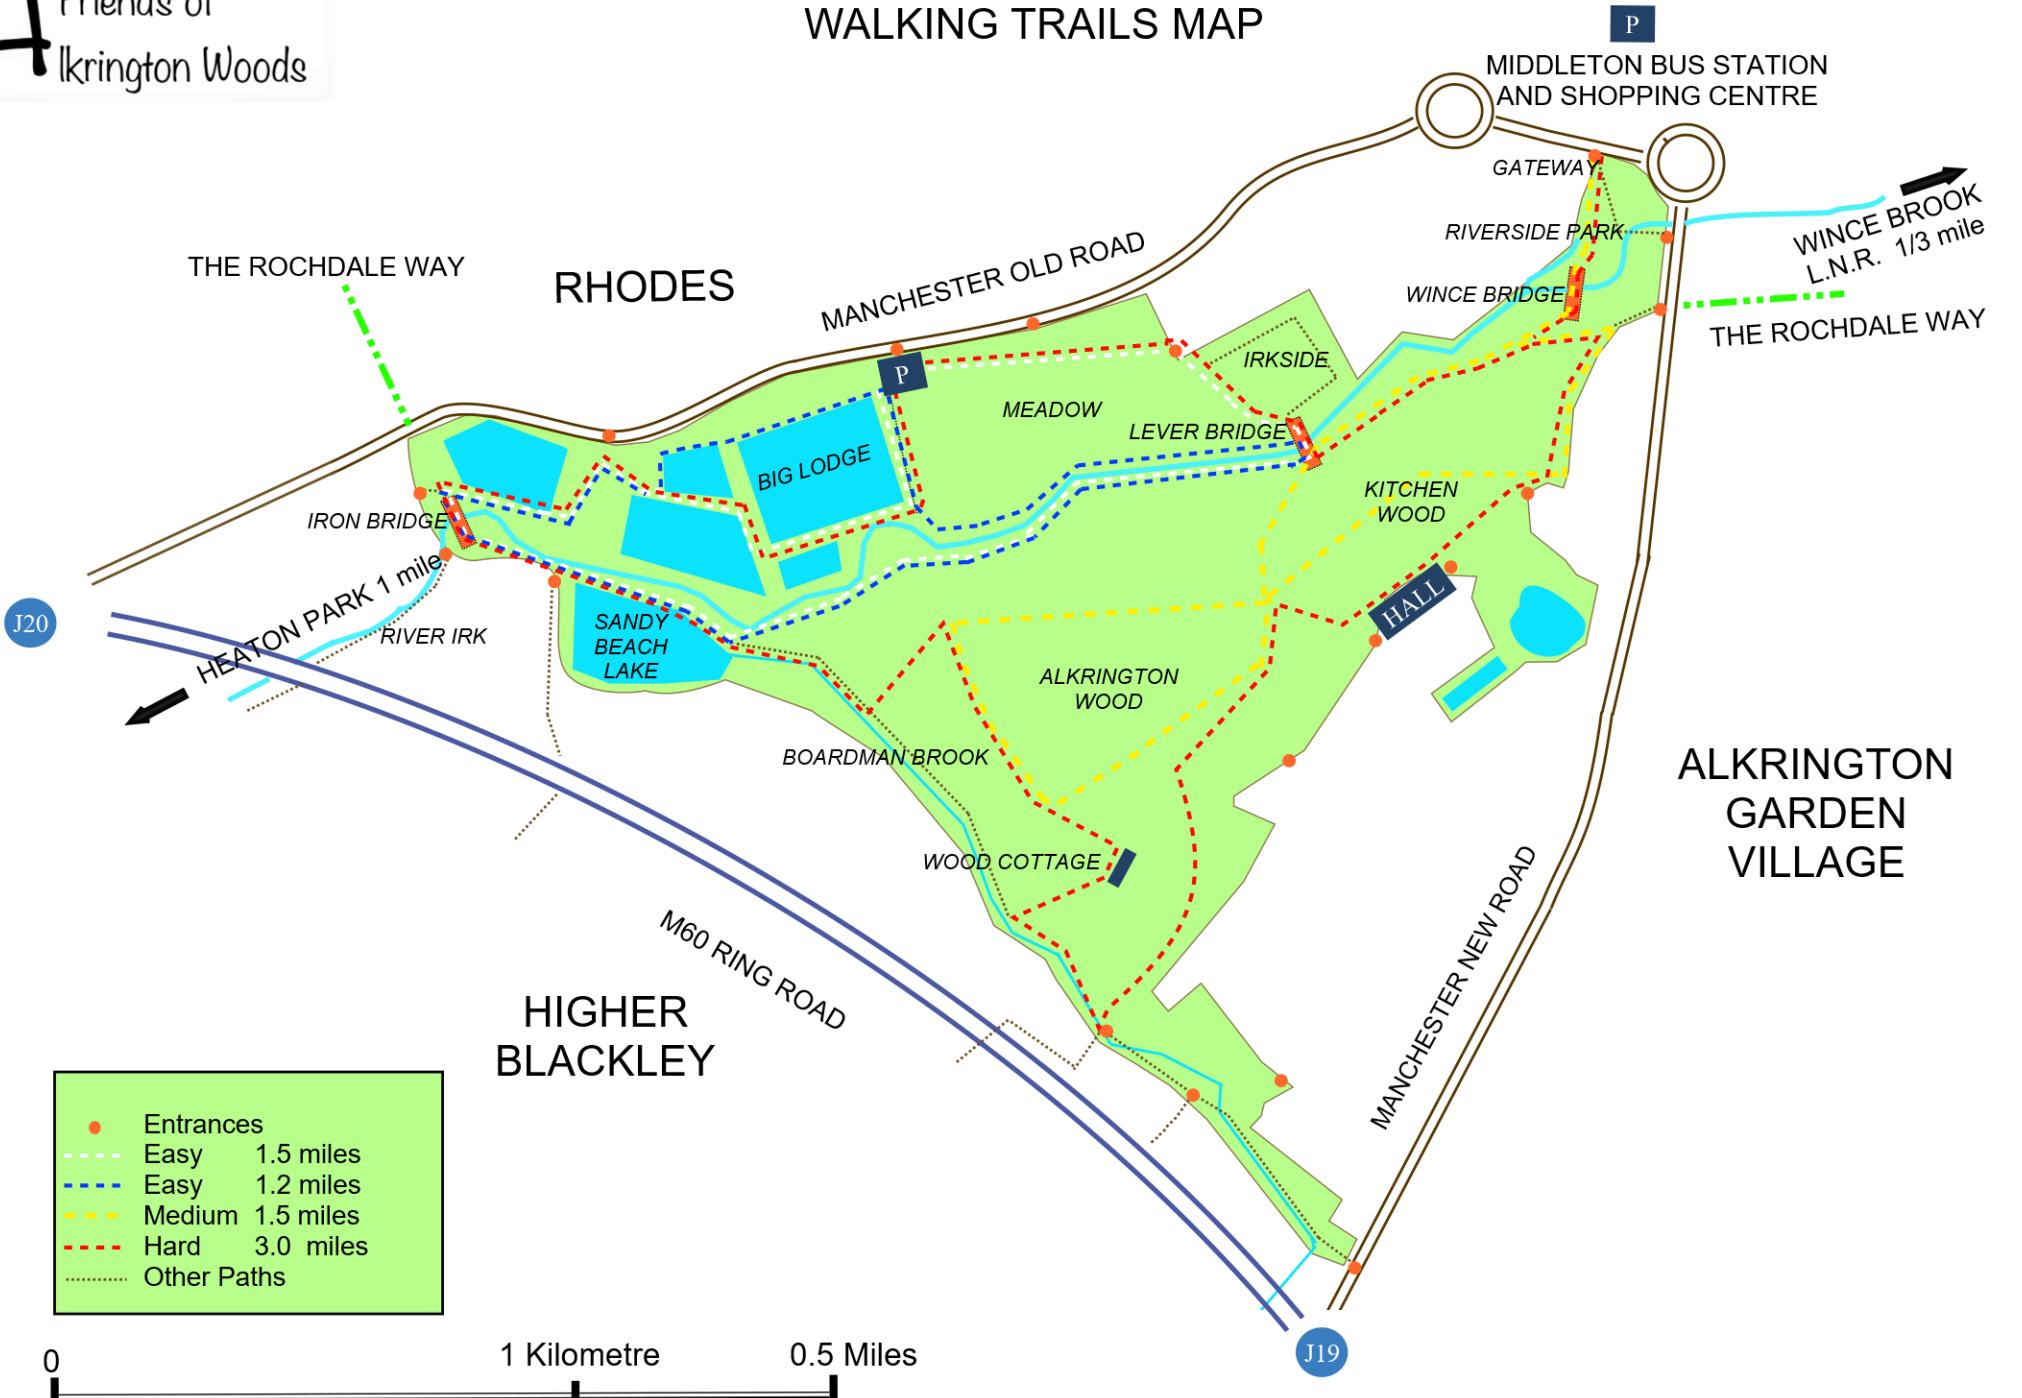 Friends of
lkrington Woods
WALKING TRAILS MAP
P
MIDDLETON BUS STATION
AND SHOPPING CENTRE
GATEWAY
WINCE BROOK
L.N.R. 1/3 mile
RIVERSIDE PARK
THE ROCHDALE WAY
RHODES
MANCHESTER OLD ROAD
WINCE BRIDGE
THE ROCHDALE WAY
P
IRKSIDE
MEADOW
LEVER BRIDGE
BIG LODGE
KITCHEN
WOOD
IRON BRIDGE
HEATON PARK 1 mile
J20
RIVER IRK
SANDY
BEACH
LAKE
HALL
ALKRINGTON
WOOD
BOARDMAN BROOK
ALKRINGTON
GARDEN
VILLAGE
WOOD COTTAGE
M60 RING ROAD
MANCHESTER NEW ROAD
HIGHER
BLACKLEY
Entrances
Easy 1.5 miles
Easy 1.2 miles
Medium 1.5 miles
Hard 3.0 miles
Other Paths
J19
0 1 Kilometre 0.5 Miles